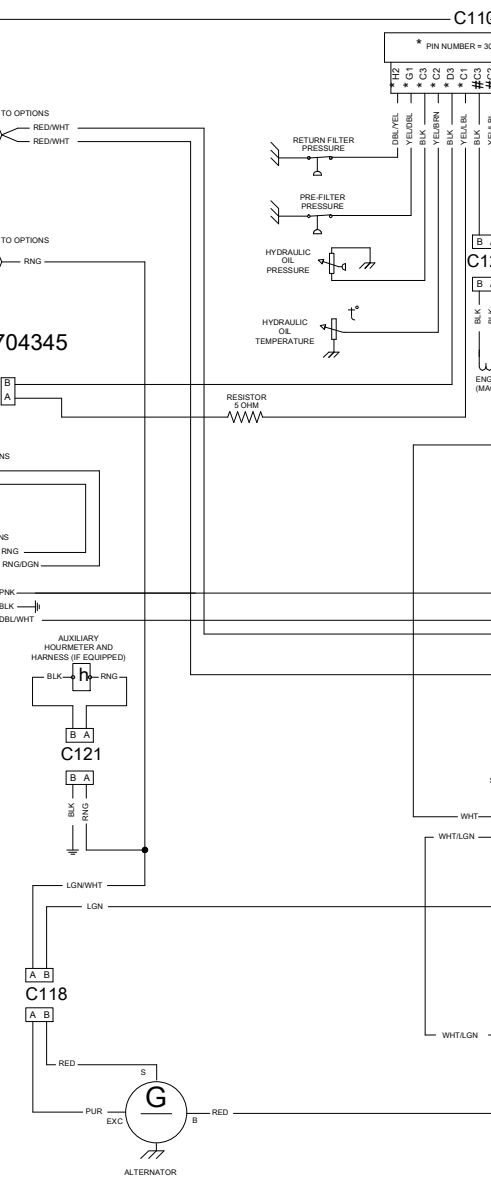 C110
* PIN NUMBER = 30
* H2
* G1
* C3
* C2
* D3
* C1
#C3
DBL/YEL
YEL/DBL
BLK
YEL/BRN
BLK
YEL/LBL
BLK
TO OPTIONS
RED/WHT
RED/WHT
RETURN FILTER
PRESSURE
PRE-FILTER
PRESSURE
TO OPTIONS
RNG
HYDRAULIC
OIL
PRESSURE
B A
B A
BLK
BLK
t°
HYDRAULIC
OIL
TEMPERATURE
704345
B
A
RESISTOR
5 OHM
NS
NS
RNG
RNG/DGN
PNK
BLK
DBL/WHT
AUXILIARY
HOURMETER AND
HARNESS (IF EQUIPPED)
BLK
h
RNG
B A
C121
B A
BLK
RNG
WHT
WHT/LGN
LGN/WHT
LGN
A B
C118
A B
WHT/LGN
RED
S
G
PUR
EXC
B
RED
ALTERNATOR